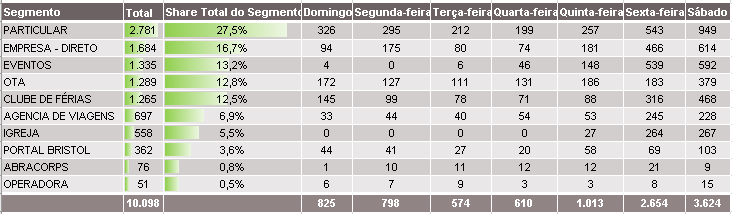 Segmento Total Share Total do Segmento Domingo Segunda-feira Terça-feira Quarta-feira Quinta-feira Sexta-feira Sábado
PARTICULAR 2.781 27,5% 326 295 212 199 257 543 949
EMPRESA - DIRETO 1.684 16,7% 94 175 80 74 181 466 614
EVENTOS 1.335 13,2% 4 0 6 46 148 539 592
OTA 1.289 12,8% 172 127 111 131 186 183 379
CLUBE DE FÉRIAS 1.265 12,5% 145 99 78 71 88 316 468
AGENCIA DE VIAGENS 697 6,9% 33 44 40 54 53 245 228
IGREJA 558 5,5% 0 0 0 0 27 264 267
PORTAL BRISTOL 362 3,6% 44 41 27 20 58 69 103
ABRACORPS 76 0,8% 1 10 11 12 12 21 9
OPERADORA 51 0,5% 6 7 9 3 3 8 15
10.098 825 798 574 610 1.013 2.654 3.624